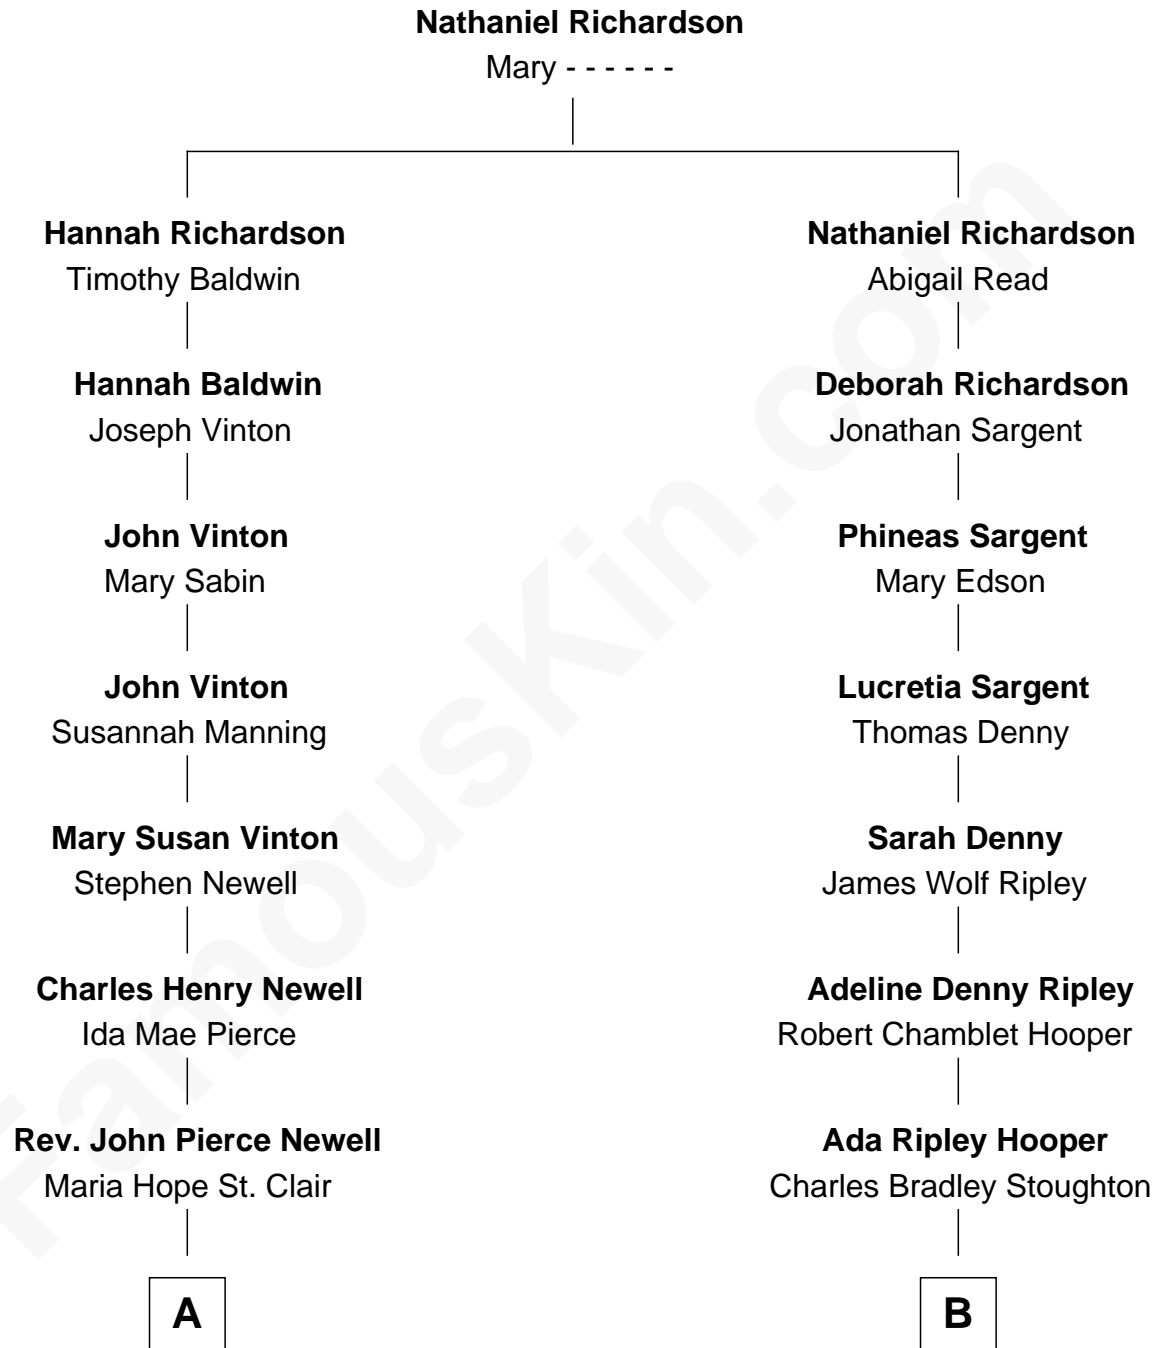 Nathaniel Richardson
Mary - - - - - -
Hannah Richardson
Timothy Baldwin
Nathaniel Richardson
Abigail Read
Hannah Baldwin
Joseph Vinton
Deborah Richardson
Jonathan Sargent
John Vinton
Mary Sabin
Phineas Sargent
Mary Edson
John Vinton
Susannah Manning
Lucretia Sargent
Thomas Denny
Mary Susan Vinton
Stephen Newell
Sarah Denny
James Wolf Ripley
Charles Henry Newell
Ida Mae Pierce
Adeline Denny Ripley
Robert Chamblet Hooper
Rev. John Pierce Newell
Maria Hope St. Clair
Ada Ripley Hooper
Charles Bradley Stoughton
A
B
FamousKin.com